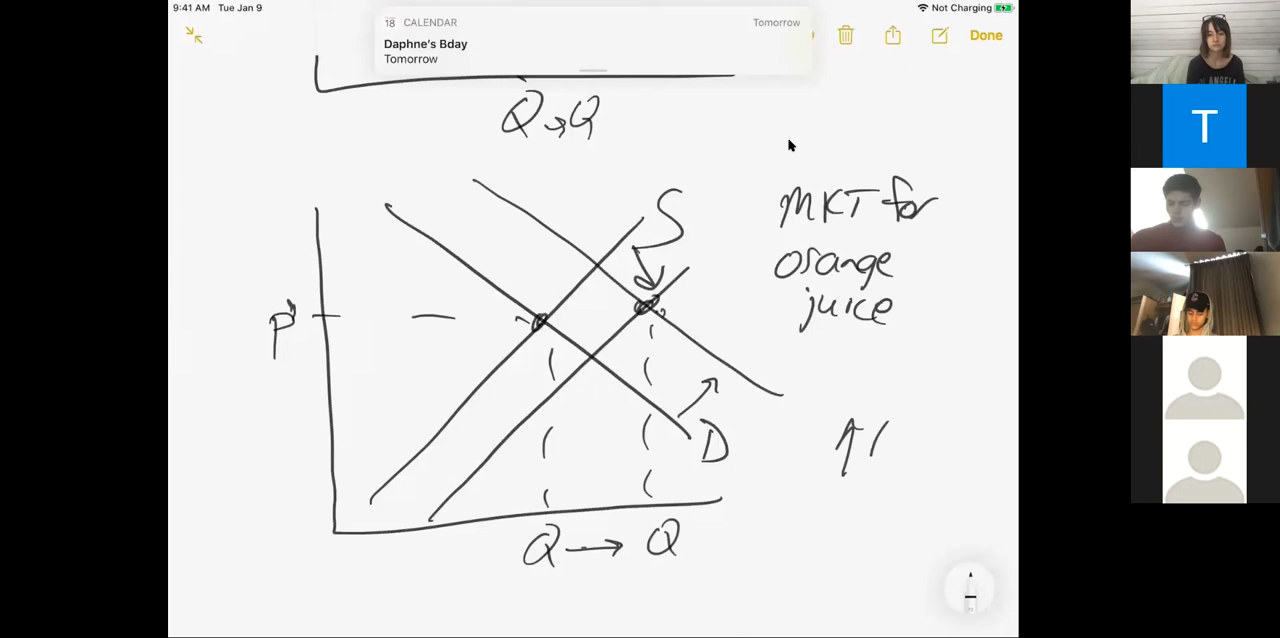 9:41 AM Tue Jan 9
Not Charging
18 CALENDAR
Tomorrow
Daphne's Bday
Tomorrow
Done
Q → Q
S
MKT for
orange
juice
P
D
↑
Q → Q
T